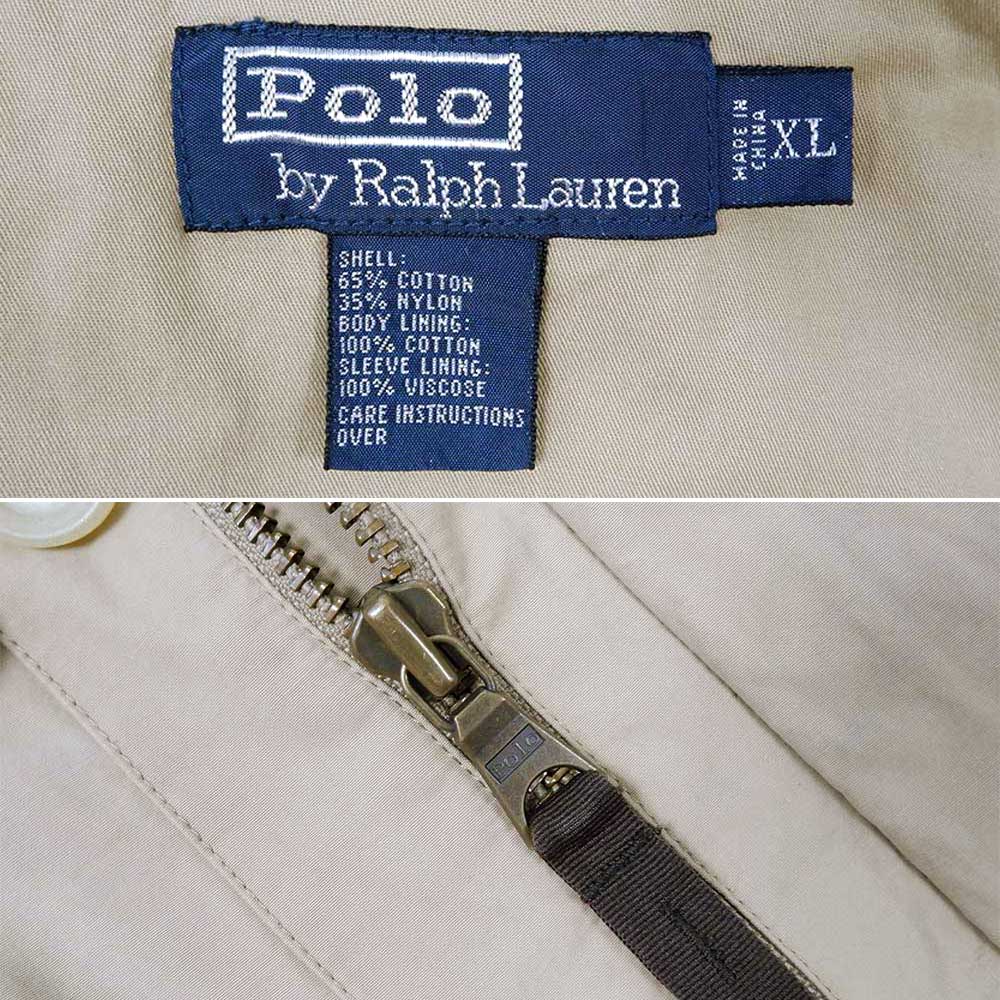 Polo
by Ralph Lauren
MADE IN
CHINA
XL
SHELL:
65% COTTON
35% NYLON
BODY LINING:
100% COTTON
SLEEVE LINING:
100% VISCOSE
CARE INSTRUCTIONS
OVER
Polo